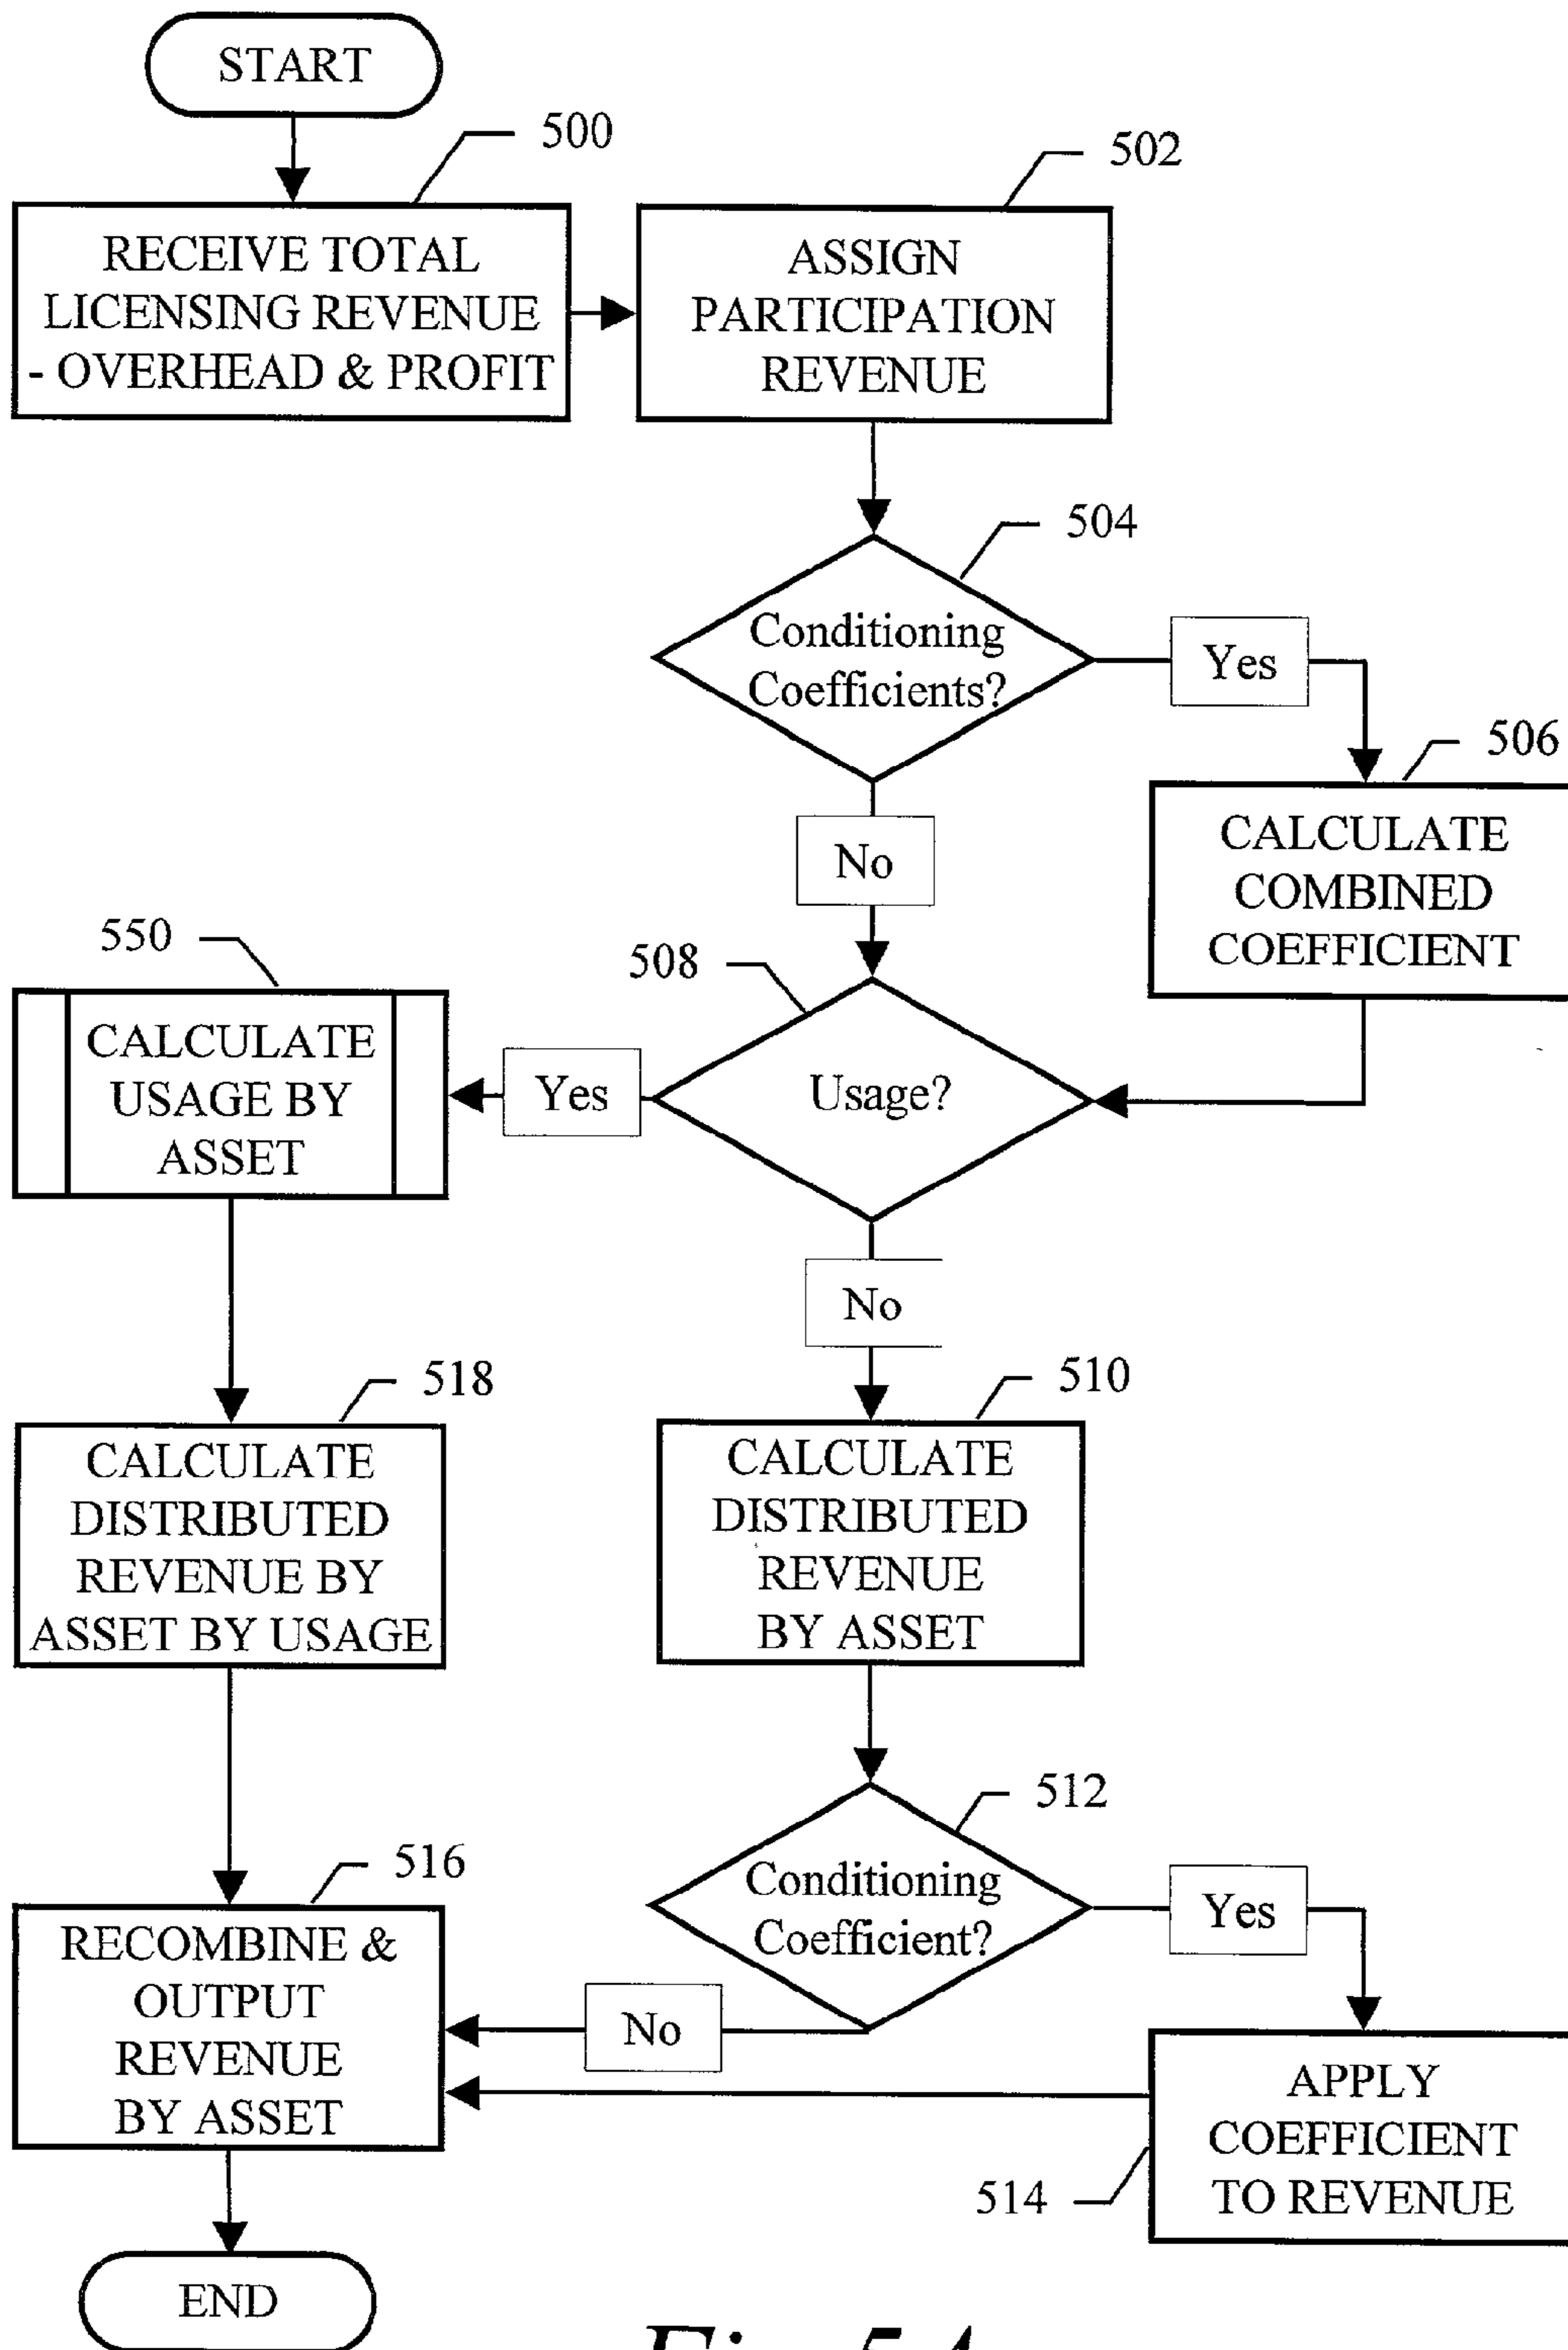 START
500
RECEIVE TOTAL
LICENSING REVENUE
- OVERHEAD & PROFIT
502
ASSIGN
PARTICIPATION
REVENUE
504
Conditioning
Coefficients?
Yes
506
CALCULATE
COMBINED
COEFFICIENT
No
550
CALCULATE
USAGE BY
ASSET
508
Usage?
Yes
No
518
CALCULATE
DISTRIBUTED
REVENUE BY
ASSET BY USAGE
510
CALCULATE
DISTRIBUTED
REVENUE
BY ASSET
512
Conditioning
Coefficient?
Yes
No
516
RECOMBINE &
OUTPUT
REVENUE
BY ASSET
514
APPLY
COEFFICIENT
TO REVENUE
END